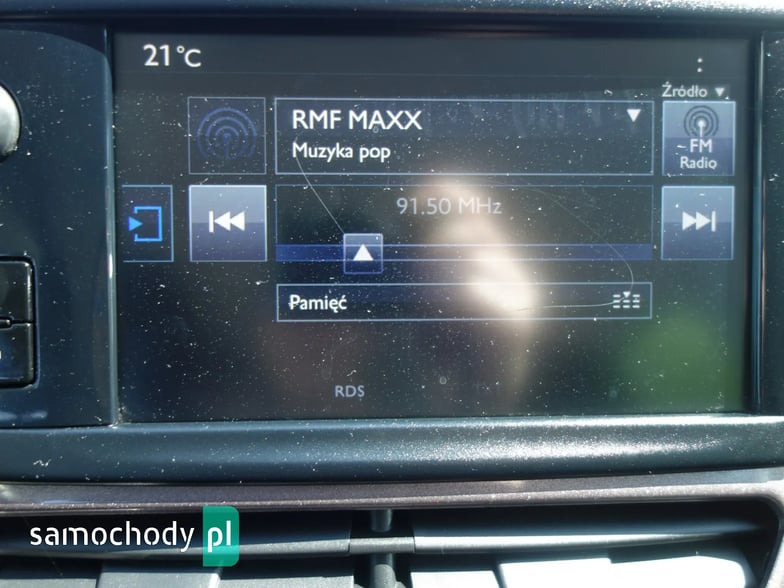 21°C
Źródło
RMF MAXX
Muzyka pop
FM
Radio
91.50 MHz
Pamięć
RDS
samochody pl